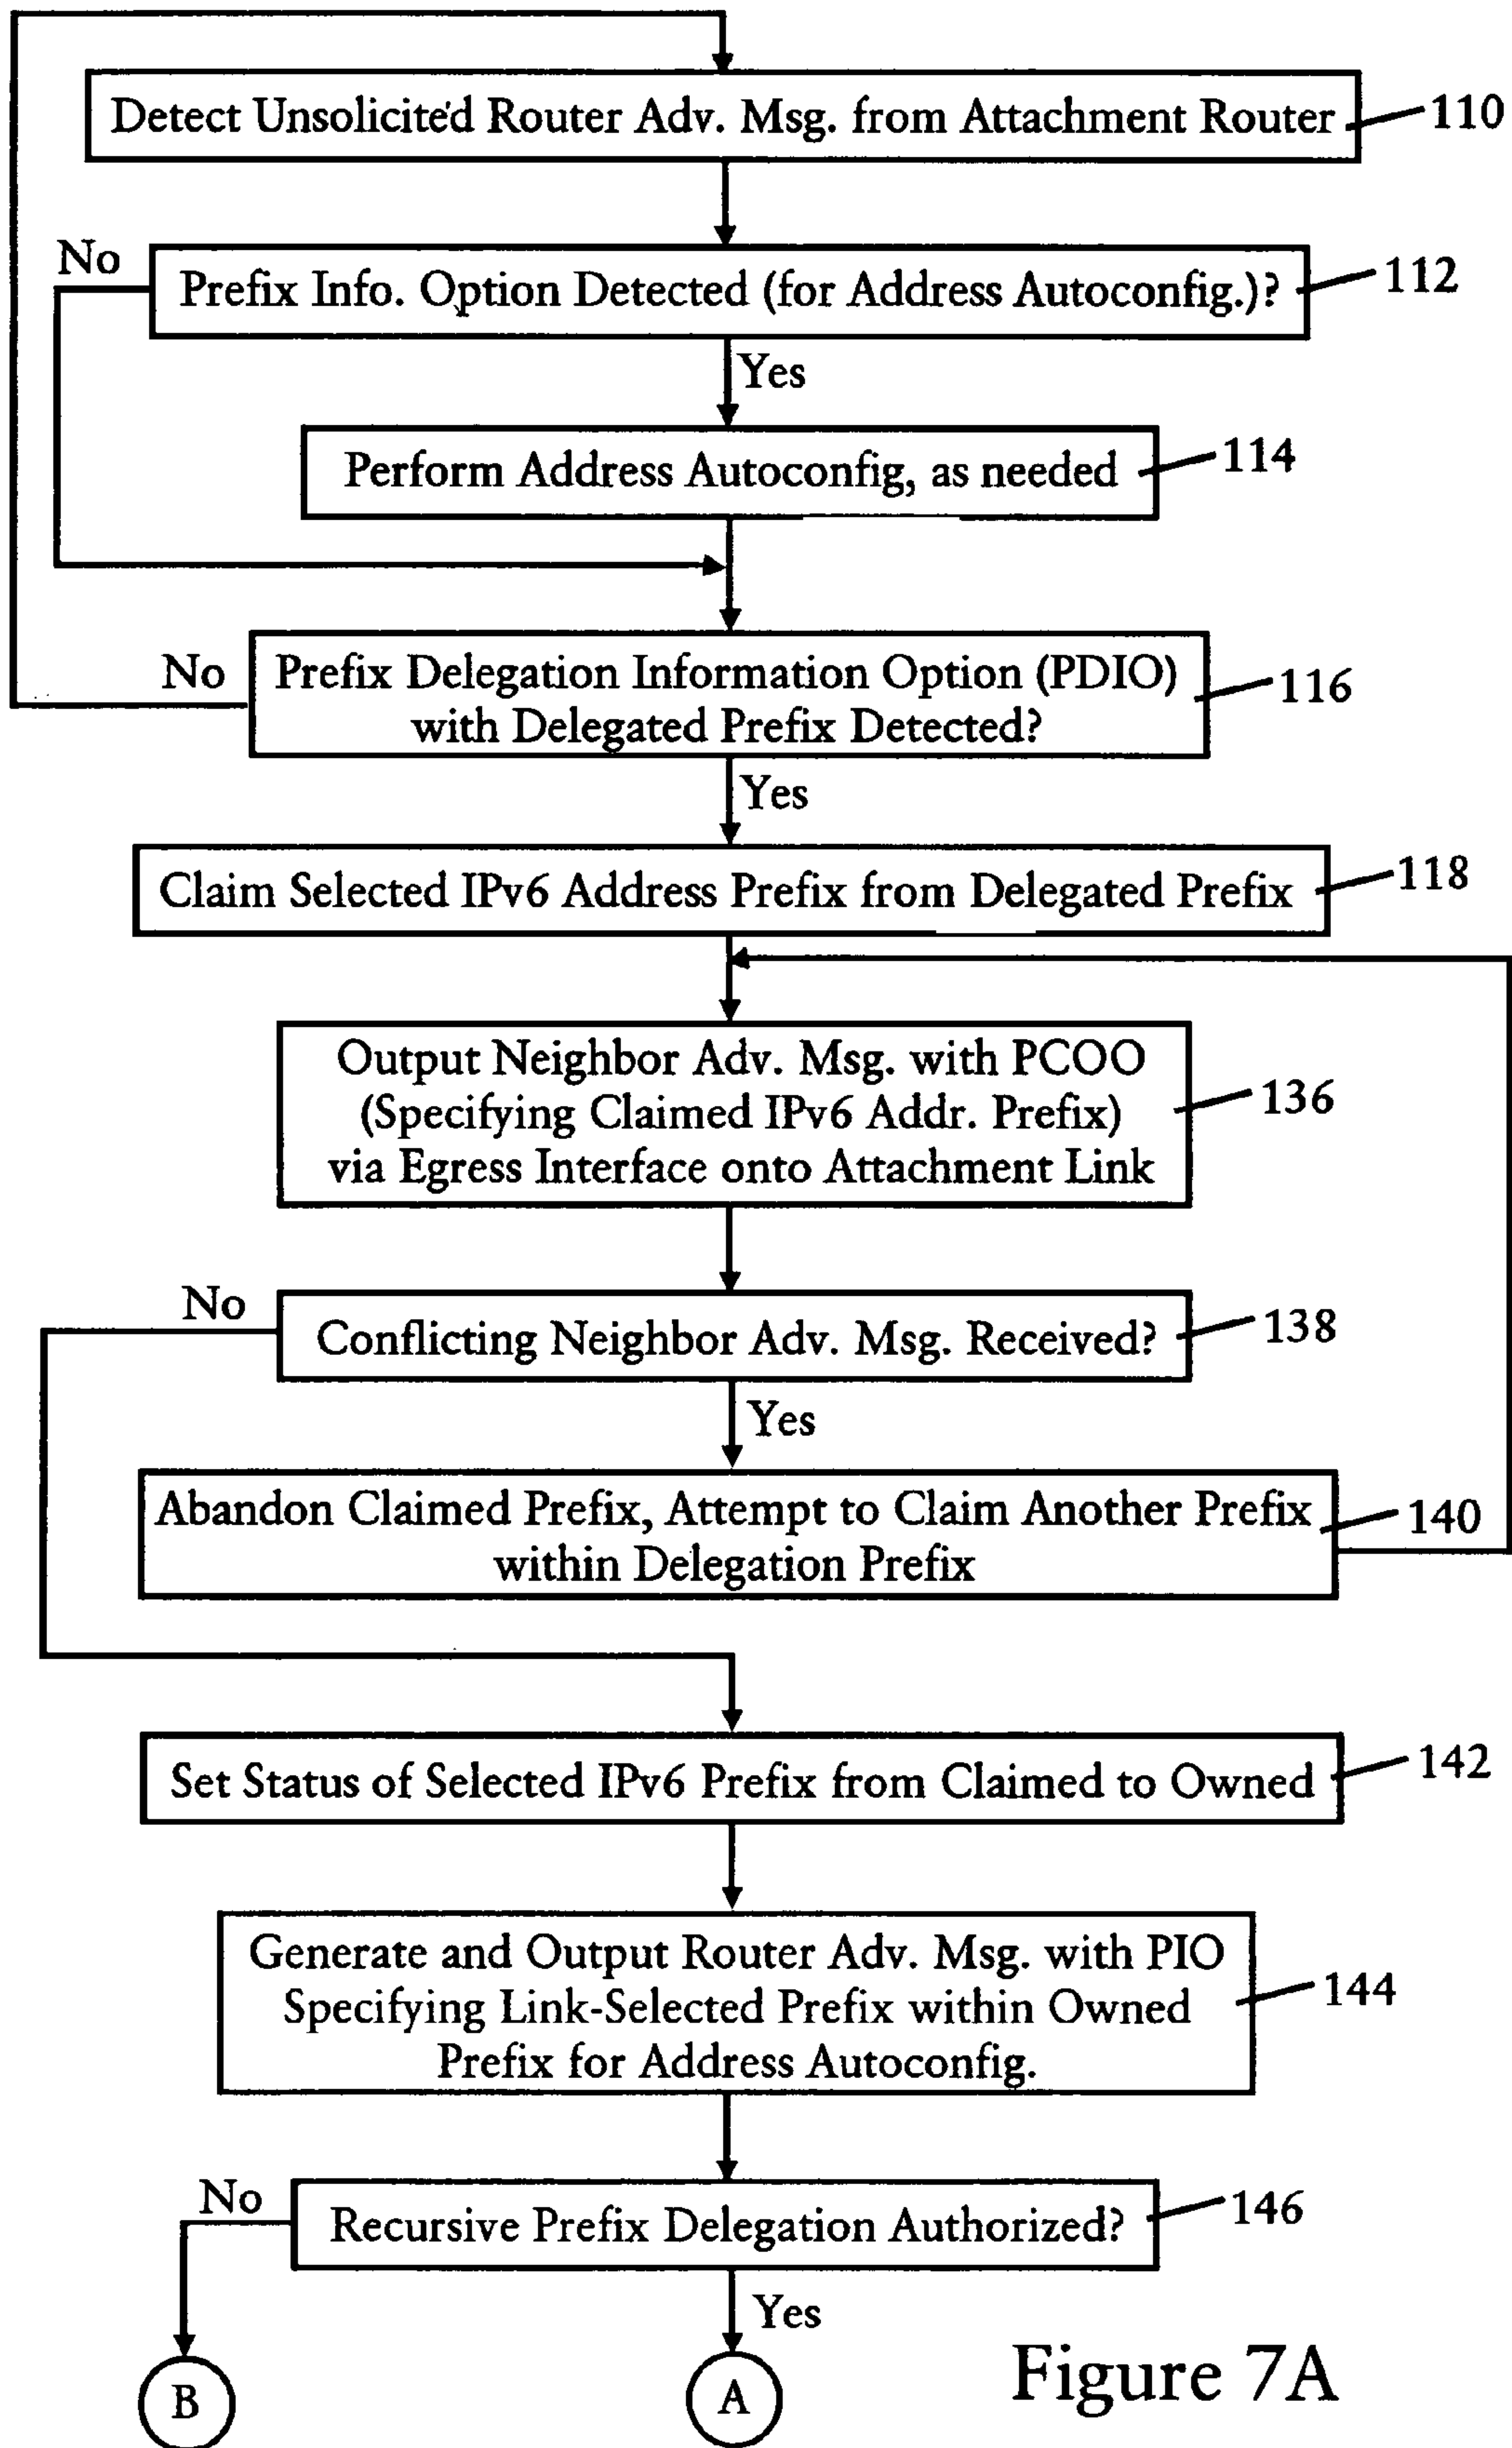 Detect Unsolicited Router Adv. Msg. from Attachment Router
110
No
Prefix Info. Option Detected (for Address Autoconfig.)?
112
Yes
Perform Address Autoconfig, as needed
114
No
Prefix Delegation Information Option (PDIO)
with Delegated Prefix Detected?
116
Yes
Claim Selected IPv6 Address Prefix from Delegated Prefix
118
Output Neighbor Adv. Msg. with PCOO
(Specifying Claimed IPv6 Addr. Prefix)
via Egress Interface onto Attachment Link
136
No
Conflicting Neighbor Adv. Msg. Received?
138
Yes
Abandon Claimed Prefix, Attempt to Claim Another Prefix
within Delegation Prefix
140
Set Status of Selected IPv6 Prefix from Claimed to Owned
142
Generate and Output Router Adv. Msg. with PIO
Specifying Link-Selected Prefix within Owned
Prefix for Address Autoconfig.
144
No
Recursive Prefix Delegation Authorized?
146
Yes
B
A
Figure 7A